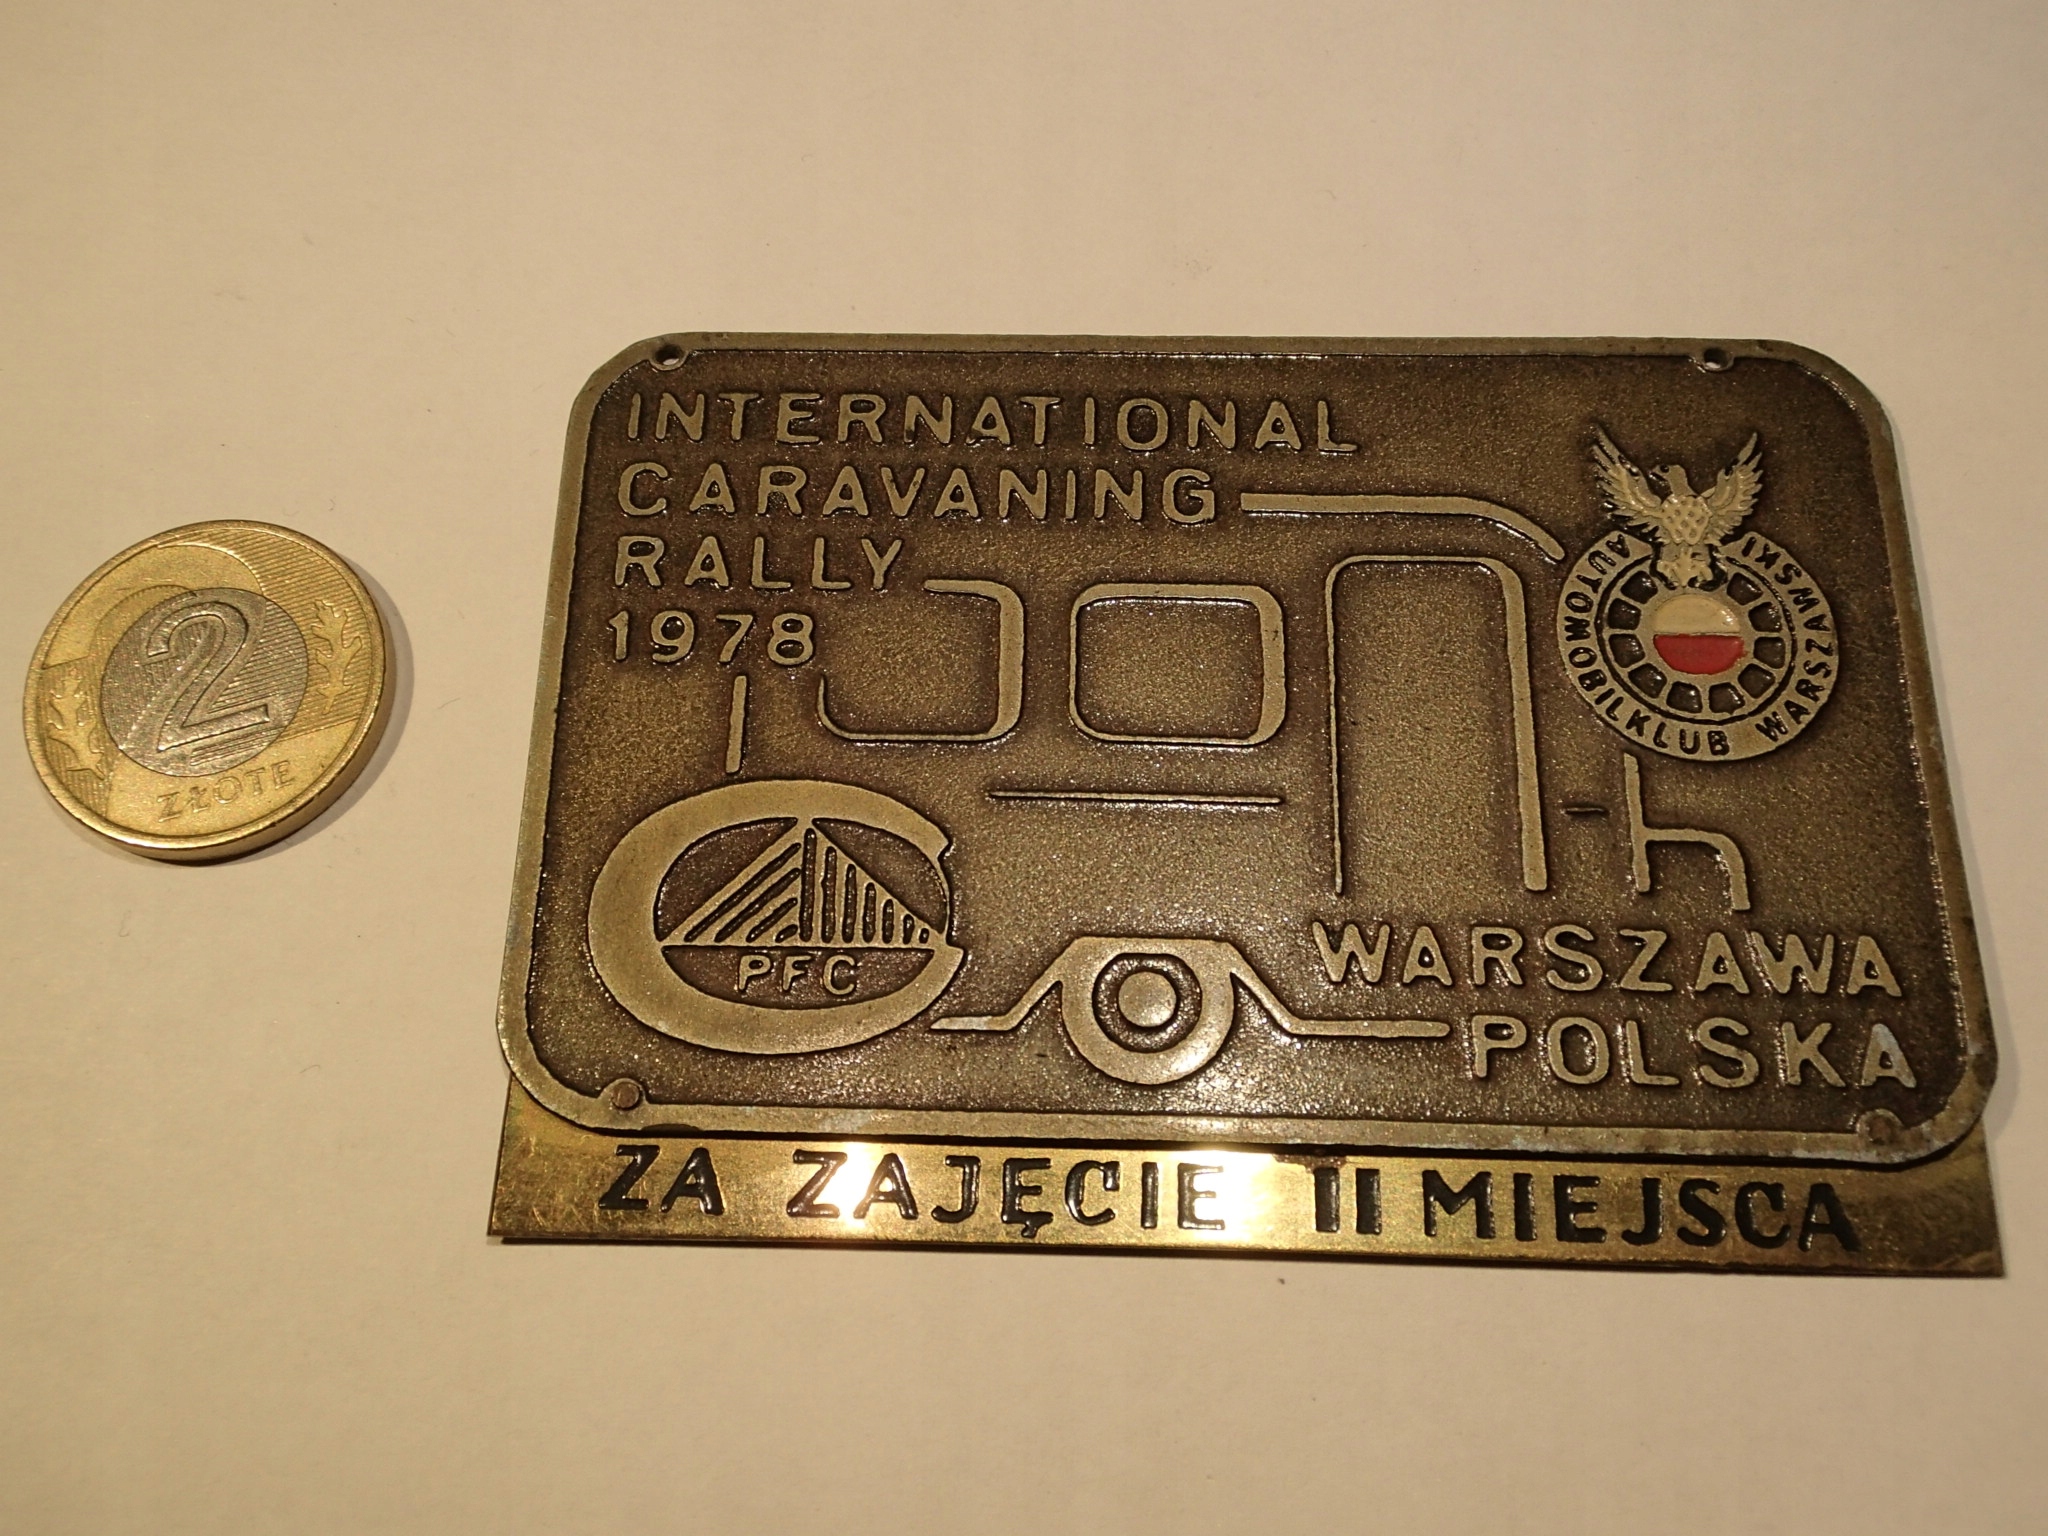 2
ZŁOTE
INTERNATIONAL
CARAVANING
RALLY
1978
AUTOMOBILKLUB WARSZAWSKI
PFC
WARSZAWA
POLSKA
ZA ZAJĘCIE II MIEJSCA